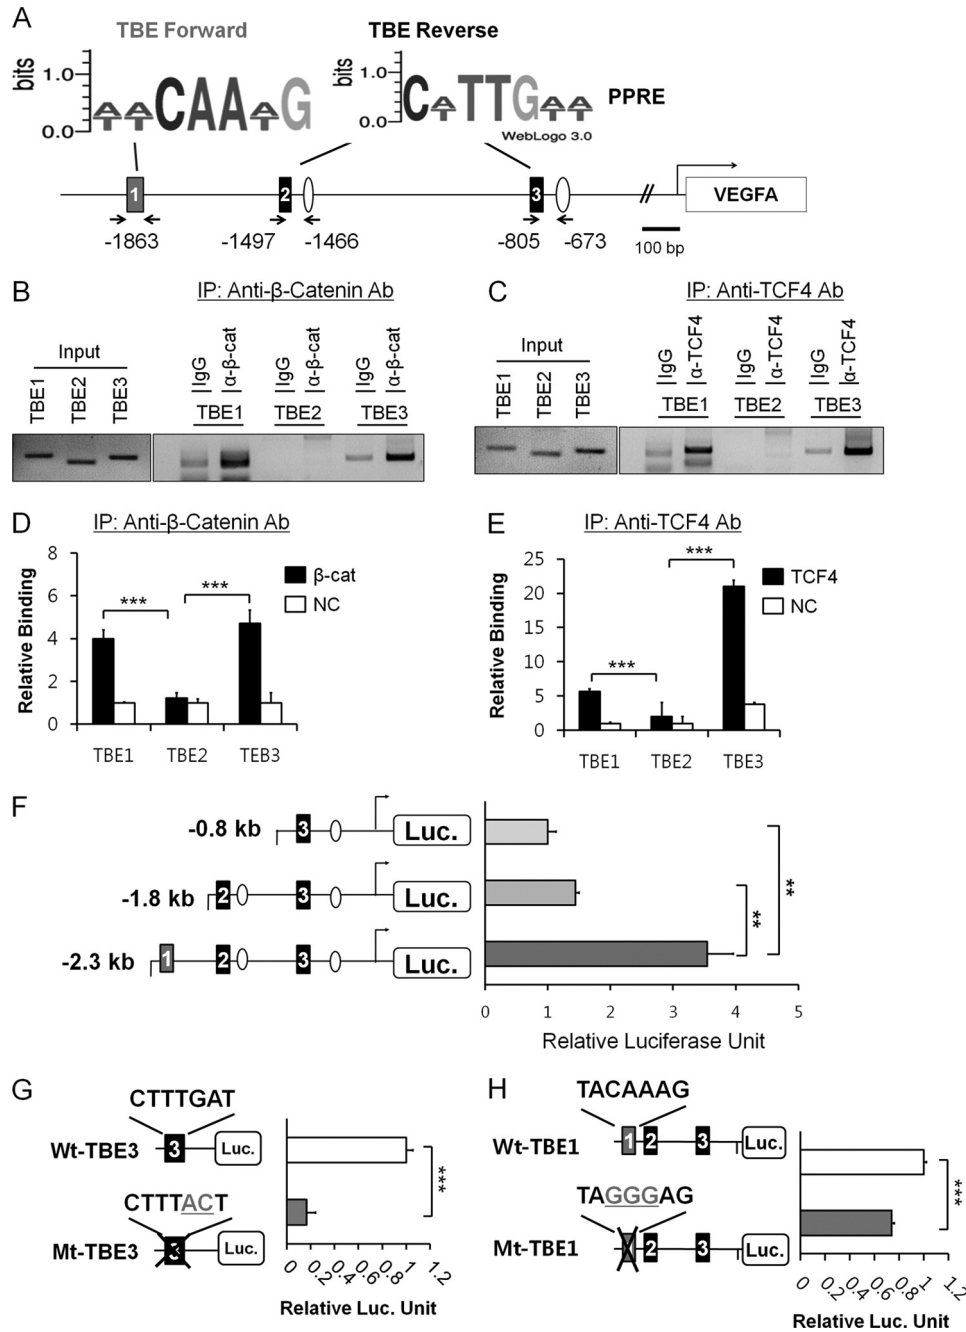 A
TBE Forward
TBE Reverse
bits
1.0
0.0
CAA G
bits
1.0
0.0
C TTG
WebLogo 3.0
PPRE
1
2
3
VEGFA
-1863
-1497
-1466
-805
-673
100 bp
B
IP: Anti-β-Catenin Ab
Input
TBE1
TBE2
TBE3
IgG
α-β-cat
IgG
α-β-cat
IgG
α-β-cat
TBE1
TBE2
TBE3
C
IP: Anti-TCF4 Ab
Input
TBE1
TBE2
TBE3
IgG
α-TCF4
IgG
α-TCF4
IgG
α-TCF4
TBE1
TBE2
TBE3
D
IP: Anti-β-Catenin Ab
Relative Binding
8
6
4
2
0
***
***
β-cat
NC
TBE1
TBE2
TEB3
E
IP: Anti-TCF4 Ab
Relative Binding
25
20
15
10
5
0
***
***
TCF4
NC
TBE1
TBE2
TBE3
F
-0.8 kb
3
Luc.
-1.8 kb
2
3
Luc.
-2.3 kb
1
2
3
Luc.
**
**
0
1
2
3
4
5
Relative Luciferase Unit
G
CTTTGAT
Wt-TBE3
3
Luc.
CTTTACT
Mt-TBE3
3
Luc.
***
0
0.2
0.4
0.6
0.8
1
1.2
Relative Luc. Unit
H
TACAAAG
Wt-TBE1
1
2
3
Luc.
TAGGGAG
Mt-TBE1
2
3
Luc.
***
0
0.2
0.4
0.6
0.8
1
1.2
Relative Luc. Unit